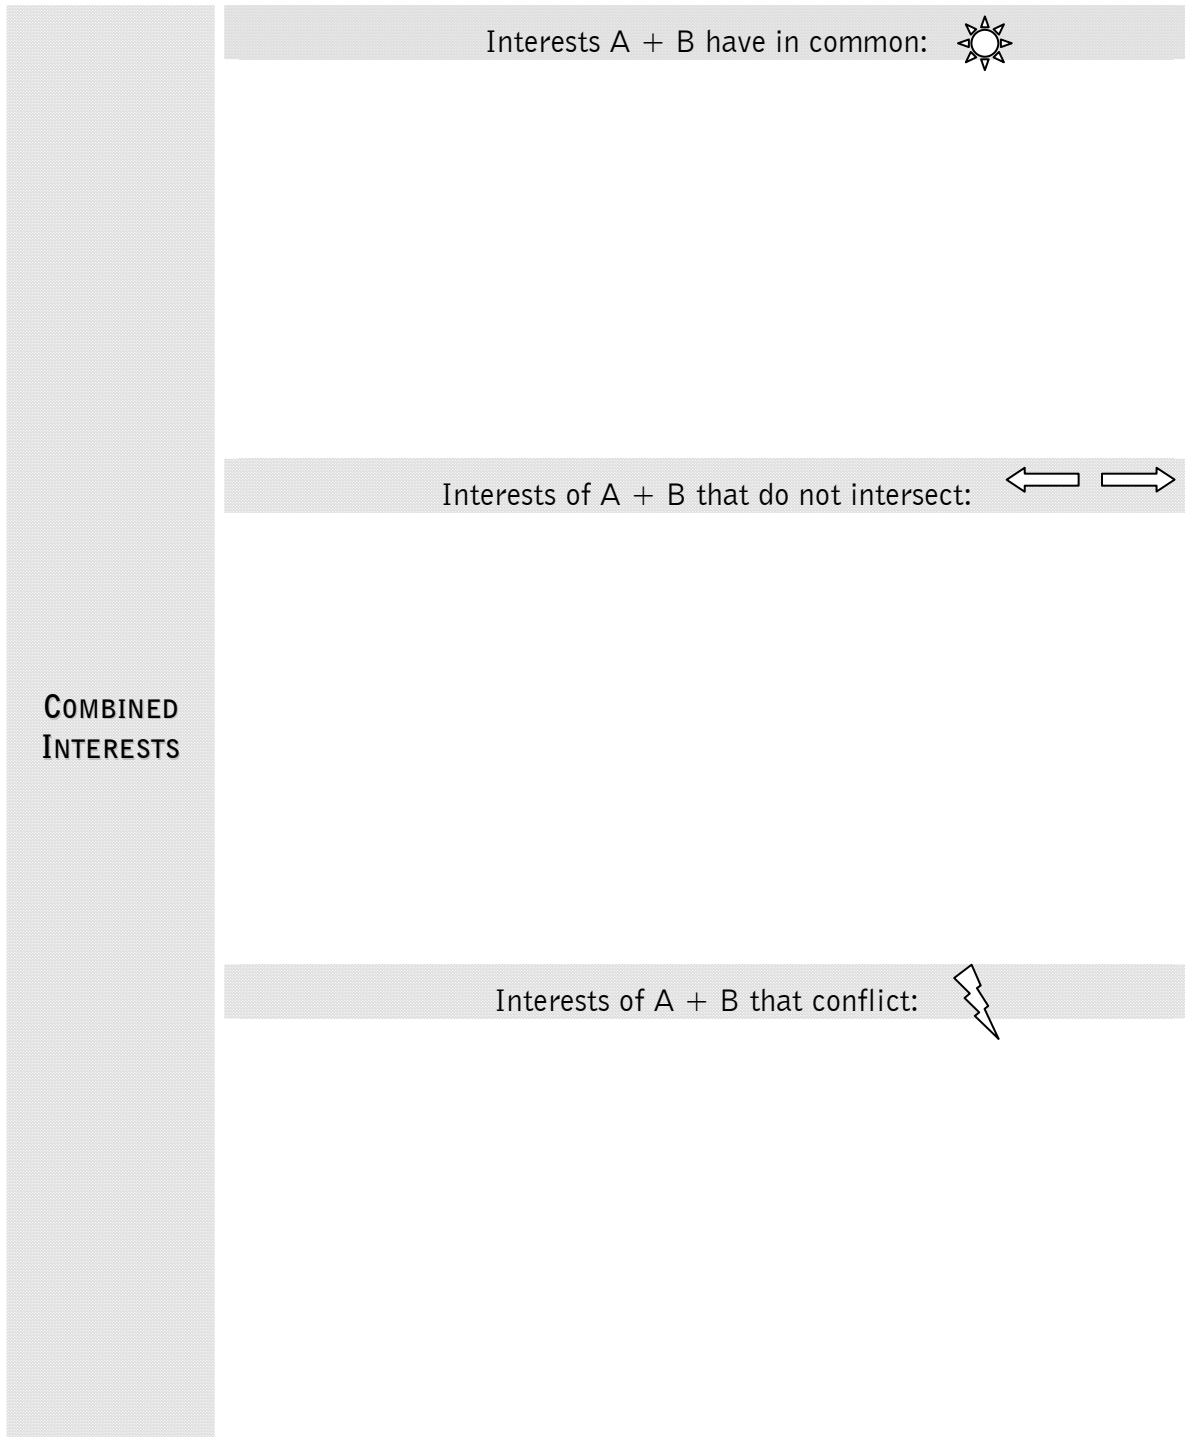 Interests A + B have in common:
Interests of A + B that do not intersect:
COMBINED
INTERESTS
Interests of A + B that conflict: